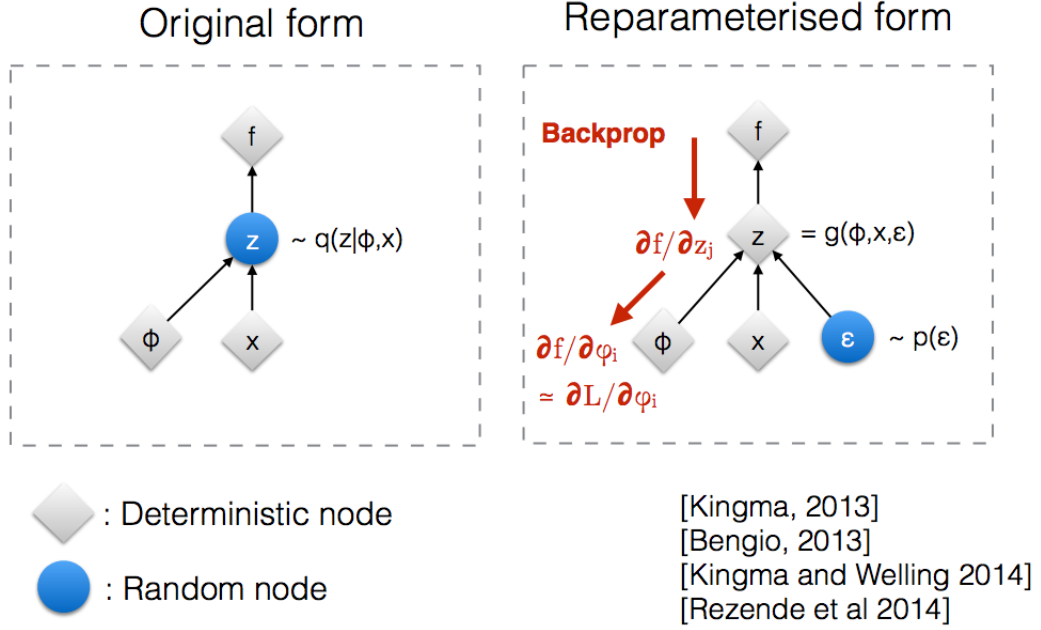 Original form
f
z
~ q(z|ϕ,x)
ϕ
x
Reparameterised form
Backprop
f
∂f/∂z_j
z
= g(ϕ,x,ε)
∂f/∂φ_i
≃ ∂L/∂φ_i
ϕ
x
ε
~ p(ε)
: Deterministic node
: Random node
[Kingma, 2013]
[Bengio, 2013]
[Kingma and Welling 2014]
[Rezende et al 2014]